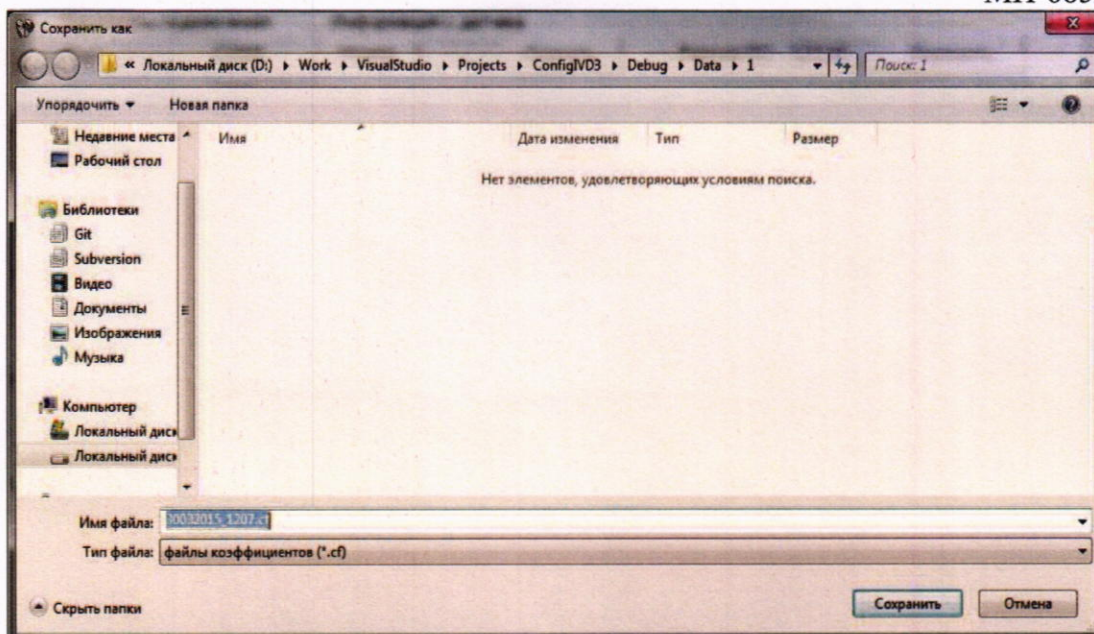 Сохранить как
« Локальный диск (D:) ▸ Work ▸ VisualStudio ▸ Projects ▸ ConfigIVD3 ▸ Debug ▸ Data ▸ 1
Поиск: 1
Упорядочить ▾ Новая папка
Недавние места
Рабочий стол
Библиотеки
Git
Subversion
Видео
Документы
Изображения
Музыка
Компьютер
Локальный диск
Локальный диск
Имя Дата изменения Тип Размер
Нет элементов, удовлетворяющих условиям поиска.
Имя файла: 30032015_1207.cf
Тип файла: файлы коэффициентов (*.cf)
Скрыть папки
Сохранить Отмена